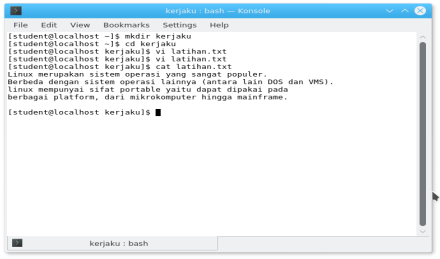 kerjaku : bash — Konsole
File Edit View Bookmarks Settings Help
[student@localhost ~]$ mkdir kerjaku
[student@localhost ~]$ cd kerjaku
[student@localhost kerjaku]$ vi latihan.txt
[student@localhost kerjaku]$ vi latihan.txt
[student@localhost kerjaku]$ cat latihan.txt
Linux merupakan sistem operasi yang sangat populer.
Berbeda dengan sistem operasi lainnya (antara lain DOS dan VMS).
linux mempunyai sifat portable yaitu dapat dipakai pada
berbagai platform, dari mikrokomputer hingga mainframe.
[student@localhost kerjaku]$
kerjaku : bash